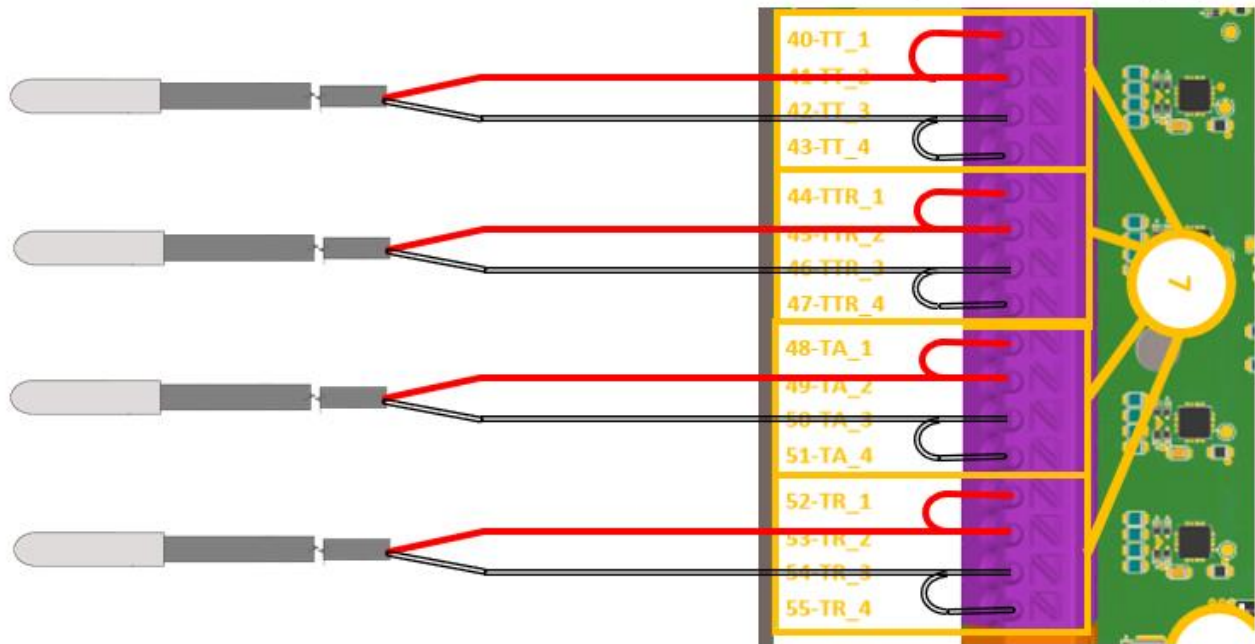 40-TT_1
41-TT_2
42-TT_3
43-TT_4
44-TTR_1
45-TTR_2
46-TTR_3
47-TTR_4
48-TA_1
49-TA_2
50-TA_3
51-TA_4
52-TR_1
53-TR_2
54-TR_3
55-TR_4
7